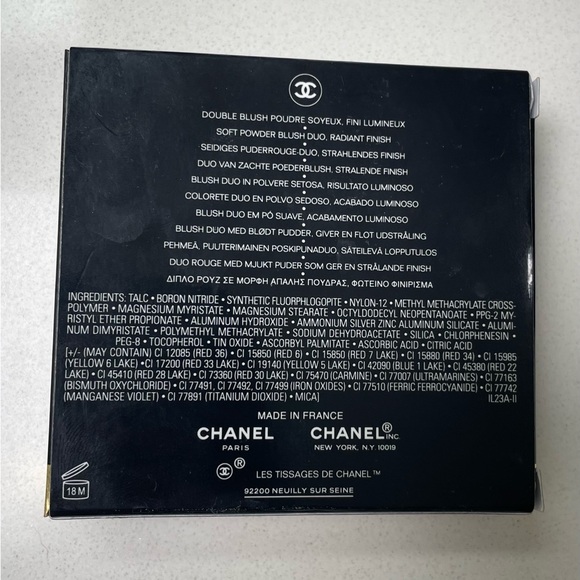 DOUBLE BLUSH POUDRE SOYEUX, FINI LUMINEUX
SOFT POWDER BLUSH DUO, RADIANT FINISH
SEIDIGES PUDERROUGE-DUO, STRAHLENDES FINISH
DUO VAN ZACHTE POEDERBLUSH, STRALENDE FINISH
BLUSH DUO IN POLVERE SETOSA, RISULTATO LUMINOSO
COLORETE DUO EN POLVO SEDOSO, ACABADO LUMINOSO
BLUSH DUO EM PÓ SUAVE, ACABAMENTO LUMINOSO
BLUSH DUO MED BLØDT PUDDER, GIVER EN FLOT UDSTRÅLING
PEHMEÄ, PUUTERIMAINEN POSKIPUNADUO, SÄTEILEVÄ LOPPUTULOS
DUO ROUGE MED MJUKT PUDER SOM GER EN STRÅLANDE FINISH
ΔΙΠΛΟ ΡΟΥΖ ΣΕ ΜΟΡΦΗ ΑΠΑΛΗΣ ΠΟΥΔΡΑΣ, ΦΩΤΕΙΝΟ ΦΙΝΙΡΙΣΜΑ
INGREDIENTS: TALC • BORON NITRIDE • SYNTHETIC FLUORPHLOGOPITE • NYLON-12 • METHYL METHACRYLATE CROSS-
POLYMER • MAGNESIUM MYRISTATE • MAGNESIUM STEARATE • OCTYLDODECYL NEOPENTANOATE • PPG-2 MY-
RISTYL ETHER PROPIONATE • ALUMINUM HYDROXIDE • AMMONIUM SILVER ZINC ALUMINUM SILICATE • ALUMI-
NUM DIMYRISTATE • POLYMETHYL METHACRYLATE • SODIUM DEHYDROACETATE • SILICA • CHLORPHENESIN •
PEG-8 • TOCOPHEROL • TIN OXIDE • ASCORBYL PALMITATE • ASCORBIC ACID • CITRIC ACID
[+/- (MAY CONTAIN) CI 12085 (RED 36) • CI 15850 (RED 6) • CI 15850 (RED 7 LAKE) • CI 15880 (RED 34) • CI 15985
(YELLOW 6 LAKE) • CI 17200 (RED 33 LAKE) • CI 19140 (YELLOW 5 LAKE) • CI 42090 (BLUE 1 LAKE) • CI 45380 (RED 22
LAKE) • CI 45410 (RED 28 LAKE) • CI 73360 (RED 30 LAKE) • CI 75470 (CARMINE) • CI 77007 (ULTRAMARINES) • CI 77163
(BISMUTH OXYCHLORIDE) • CI 77491, CI 77492, CI 77499 (IRON OXIDES) • CI 77510 (FERRIC FERROCYANIDE) • CI 77742
(MANGANESE VIOLET) • CI 77891 (TITANIUM DIOXIDE) • MICA] IL23A-II
MADE IN FRANCE
CHANEL CHANEL® INC
PARIS NEW YORK, N.Y. 10019
® LES TISSAGES DE CHANEL™
92200 NEUILLY SUR SEINE
18 M